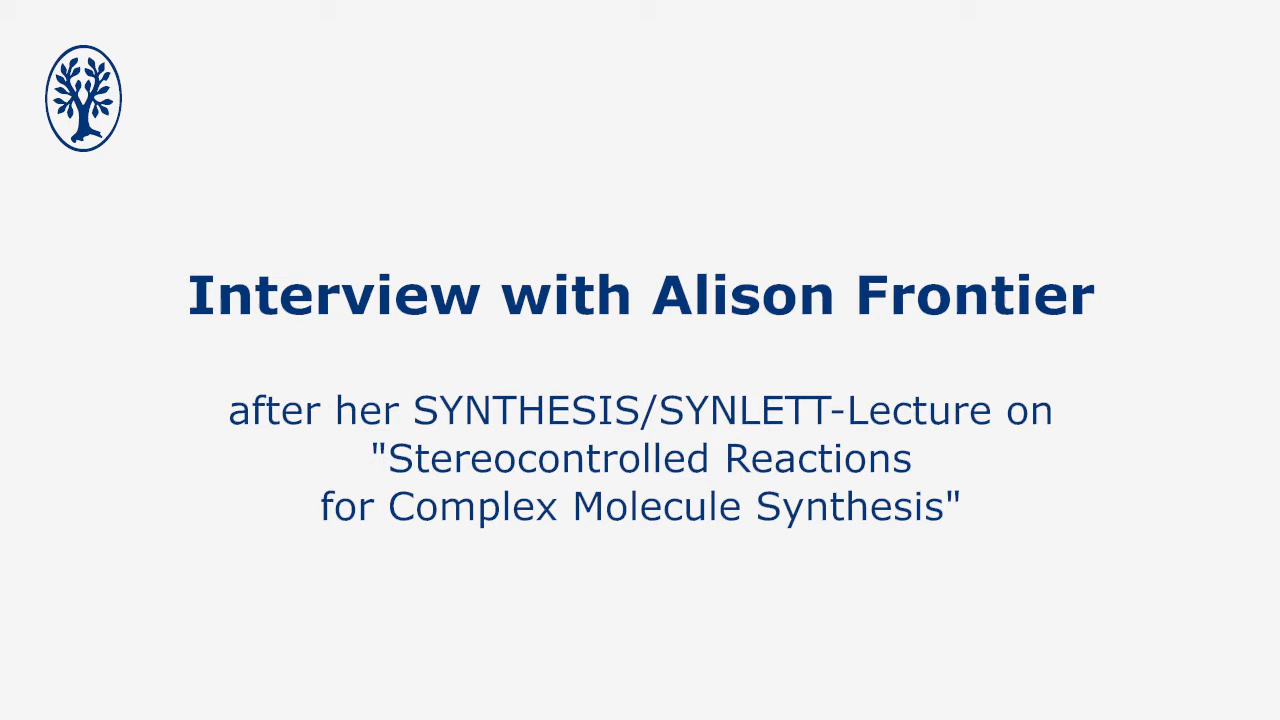 Interview with Alison Frontier
after her SYNTHESIS/SYNLETT-Lecture on
"Stereocontrolled Reactions
for Complex Molecule Synthesis"